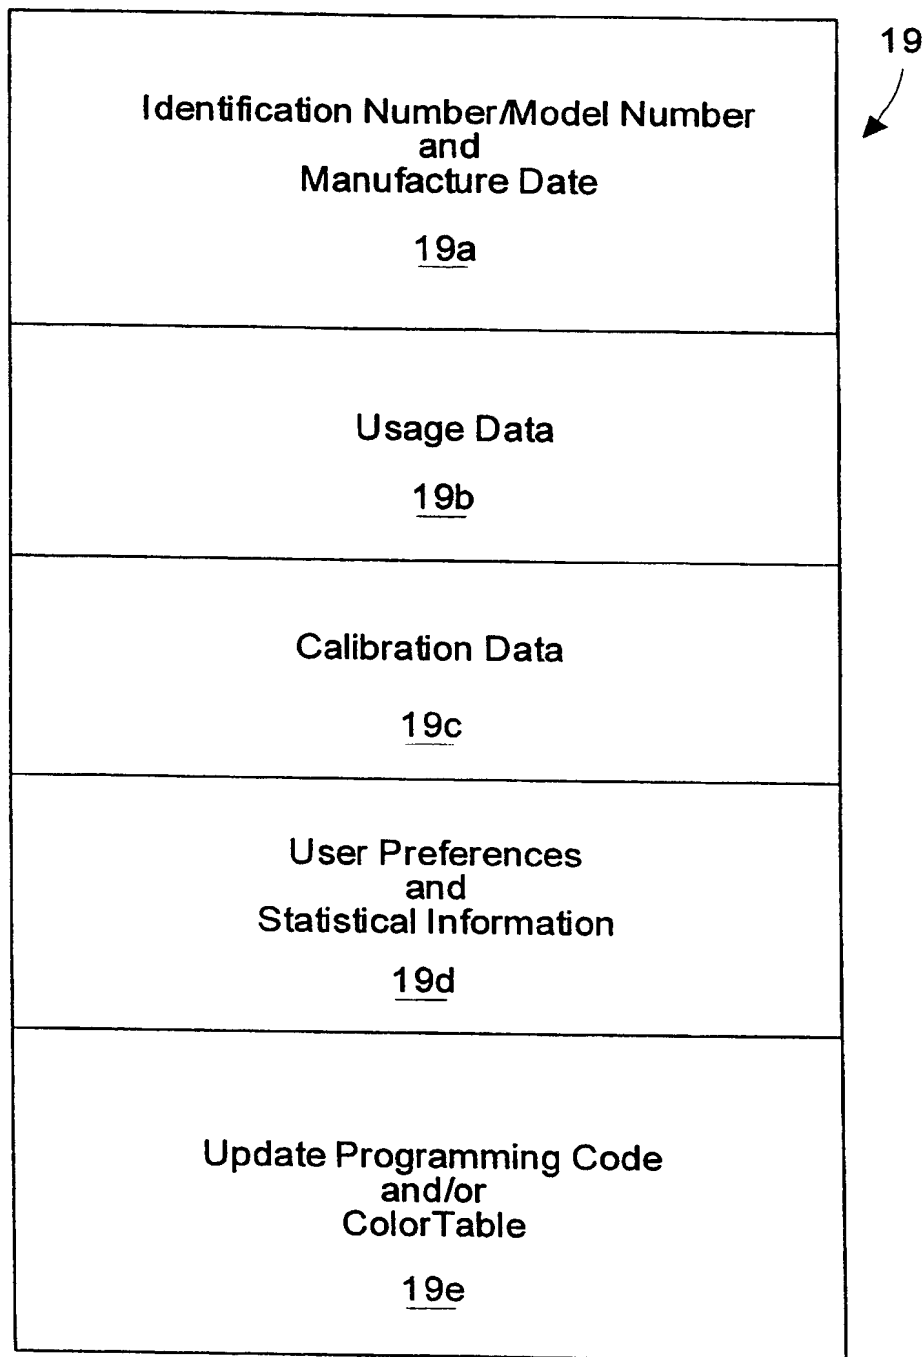 19
Identification Number/Model Number
and
Manufacture Date
19a
Usage Data
19b
Calibration Data
19c
User Preferences
and
Statistical Information
19d
Update Programming Code
and/or
ColorTable
19e